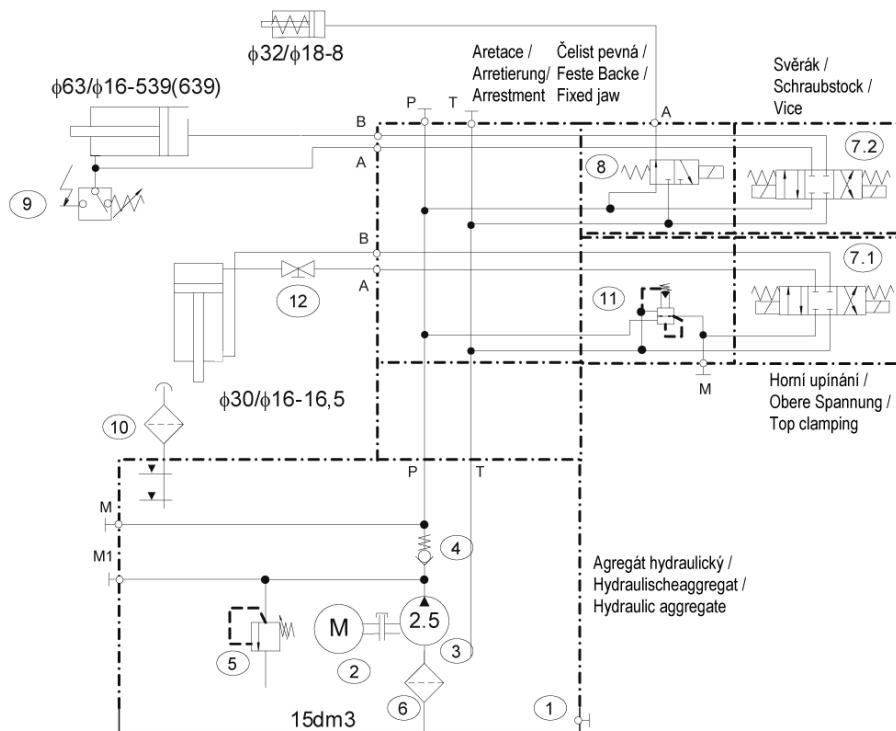 ϕ32/ϕ18-8
Aretace /
Arretierung/
Arrestment
Čelist pevná /
Feste Backe /
Fixed jaw
Svěrák /
Schraubstock /
Vice
ϕ63/ϕ16-539(639)
P
T
A
B
A
8
7.2
9
B
A
12
11
7.1
M
ϕ30/ϕ16-16,5
Horní upínání /
Obere Spannung /
Top clamping
10
P
T
M
4
M1
Agregát hydraulický /
Hydraulischeaggregat /
Hydraulic aggregate
M
2.5
5
2
3
6
1
15dm3